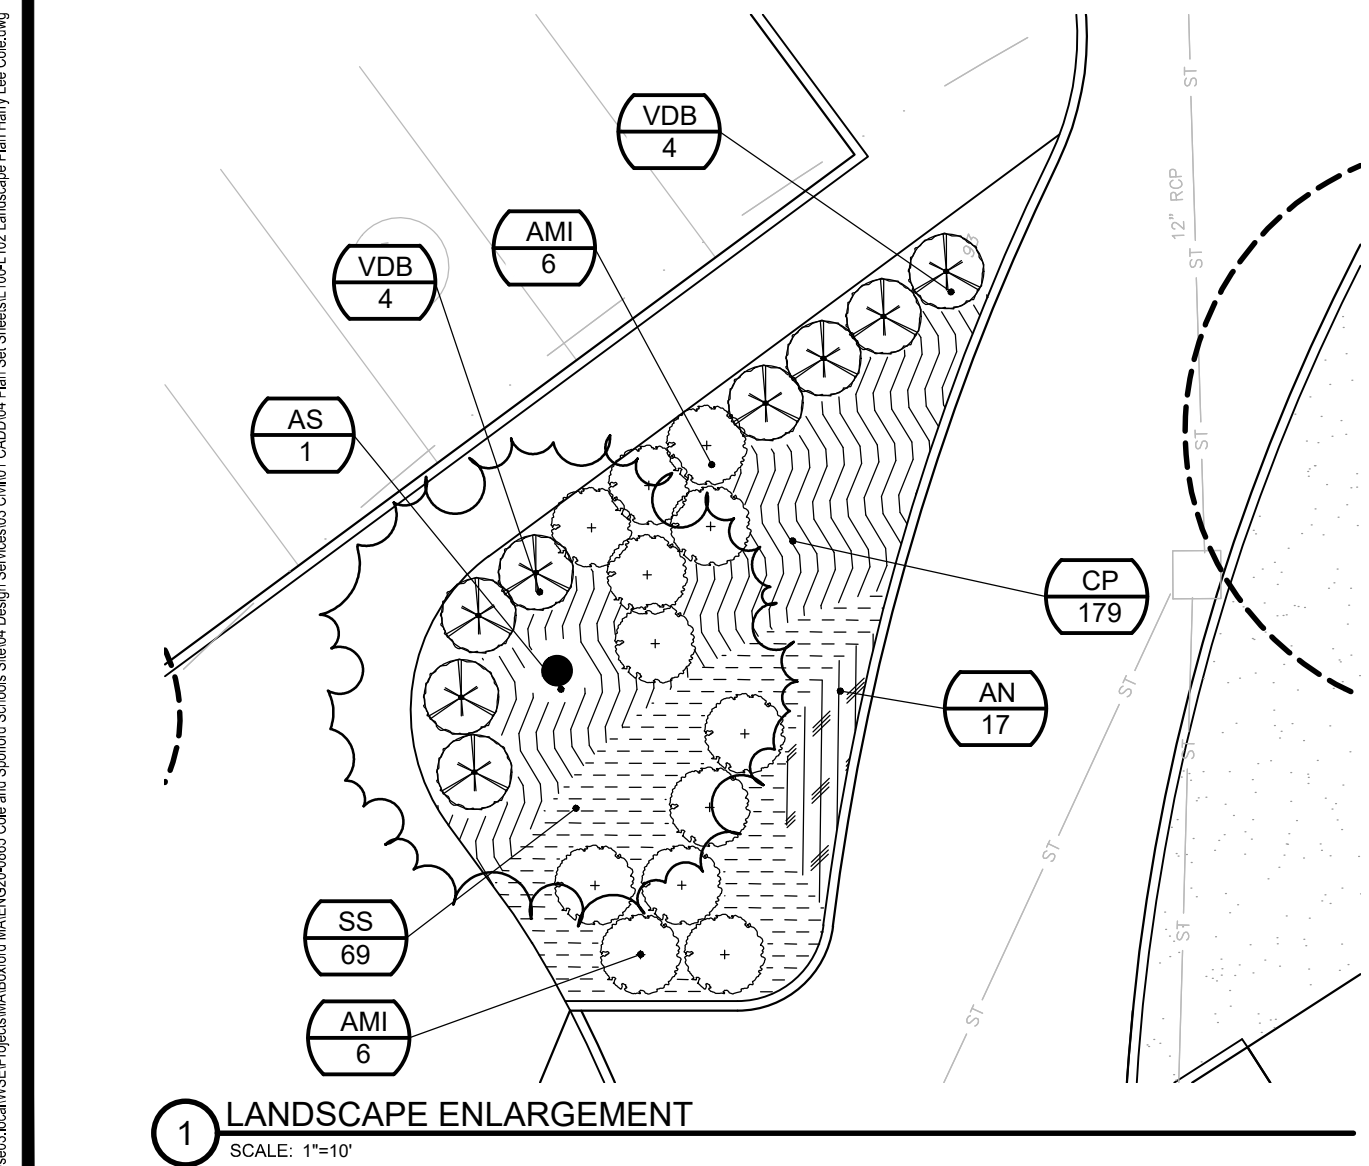 VDB
4
AMI
6
VDB
4
AS
1
CP
179
AN
17
SS
69
AMI
6
93
12" RCP
ST
ST
ST
ST
ST
ST
ST
ST
1
LANDSCAPE ENLARGEMENT
SCALE: 1"=10'